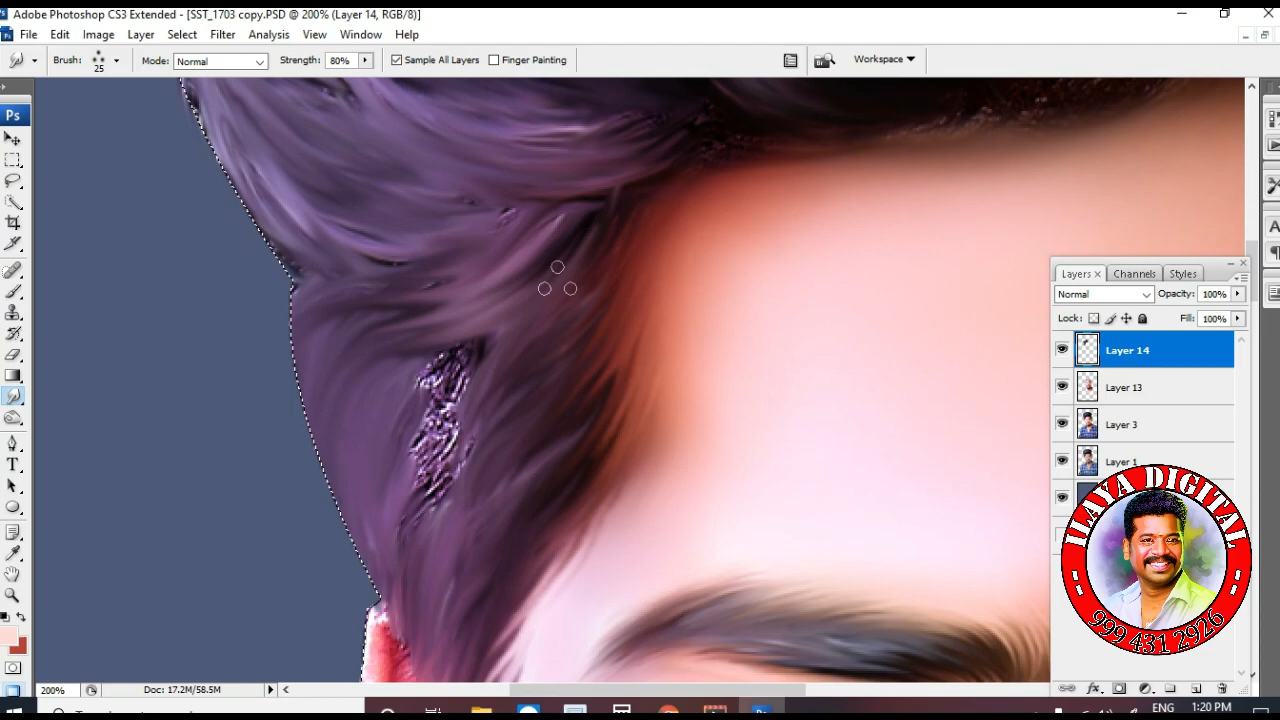 Adobe Photoshop CS3 Extended - [SST_1703 copy.PSD @ 200% (Layer 14, RGB/8)]
File Edit Image Layer Select Filter Analysis View Window Help
Brush: 25 Mode: Normal Strength: 80% Sample All Layers Finger Painting Workspace
Ps
Layers Channels Styles
Normal Opacity: 100%
Lock: Fill: 100%
Layer 14
Layer 13
Layer 3
Layer 1
ILAYA DIGITAL
999 431 2926
200% Doc: 17.2M/58.5M
ENG 1:20 PM